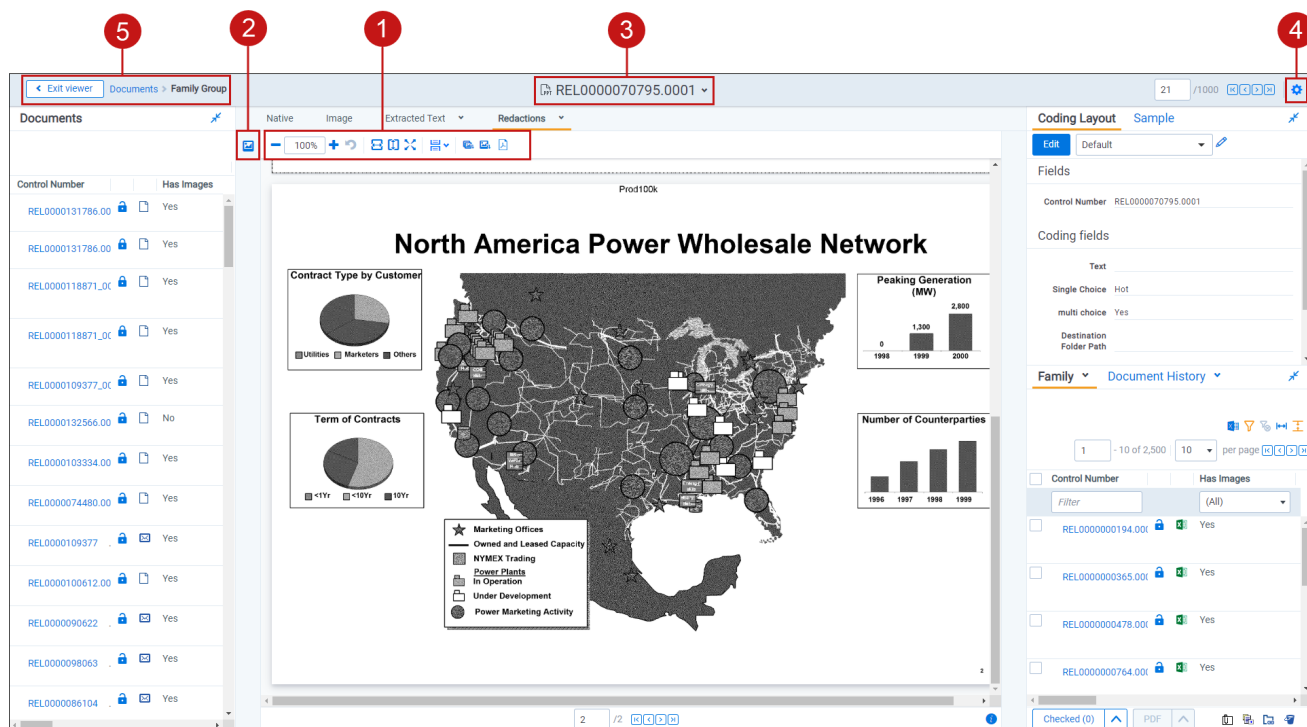 5
2
1
3
4
Exit viewer
Documents > Family Group
REL0000070795.0001
21 /1000
Documents
Native
Image
Extracted Text
Redactions
Coding Layout
Sample
100%
Edit
Default
Control Number
Has Images
REL0000131786.00 Yes
REL0000131786.00 Yes
REL0000118871_00 Yes
REL0000118871_00 Yes
REL0000109377_00 Yes
REL0000132566.00 No
REL0000103334.00 Yes
REL0000074480.00 Yes
REL0000109377 . Yes
REL0000100612.00 Yes
REL0000090622 . Yes
REL0000098063 . Yes
REL0000086104 . Yes
Prod100k
North America Power Wholesale Network
Contract Type by Customer
Utilities
Marketers
Others
Term of Contracts
<1Yr
<10Yr
10Yr
Marketing Offices
Owned and Leased Capacity
NYMEX Trading
Power Plants
In Operation
Under Development
Power Marketing Activity
Peaking Generation
(MW)
2,800
1,300
0
1998 1999 2000
Number of Counterparties
1996 1997 1998 1999
2
2 /2
Fields
Control Number REL0000070795.0001
Coding fields
Text
Single Choice Hot
multi choice Yes
Destination
Folder Path
Family
Document History
1 - 10 of 2,500 10 per page
Control Number
Has Images
Filter
(All)
REL0000000194.000 Yes
REL0000000365.000 Yes
REL0000000478.000 Yes
REL0000000764.000 Yes
Checked (0)
PDF